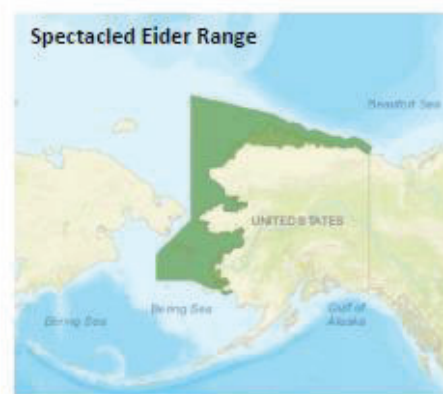 Spectacled Eider Range
Beaufort Sea
UNITED STATES
Bering Sea
Bering Sea
Gulf of
Alaska